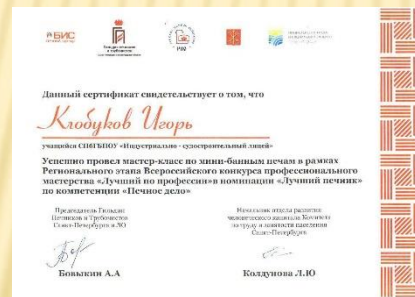 БИС
Данный сертификат свидетельствует о том, что
Клобуков Игорь
учащейся СПбГБПОУ «Индустриально - судостроительный лицей»
Успешно провел мастер-класс по мини-банным печам в рамках
Регионального этапа Всероссийского конкурса профессионального
мастерства «Лучший по профессии» в номинации «Лучший печник»
по компетенции «Печное дело»
Председатель Гильдии
Печников и Трубочистов
Санкт-Петербурга и ЛО
Бовыкин А.А
Начальник отдела развития
человеческого капитала Комитета
по труду и занятости населения
Санкт-Петербурга
Колдунова Л.Ю